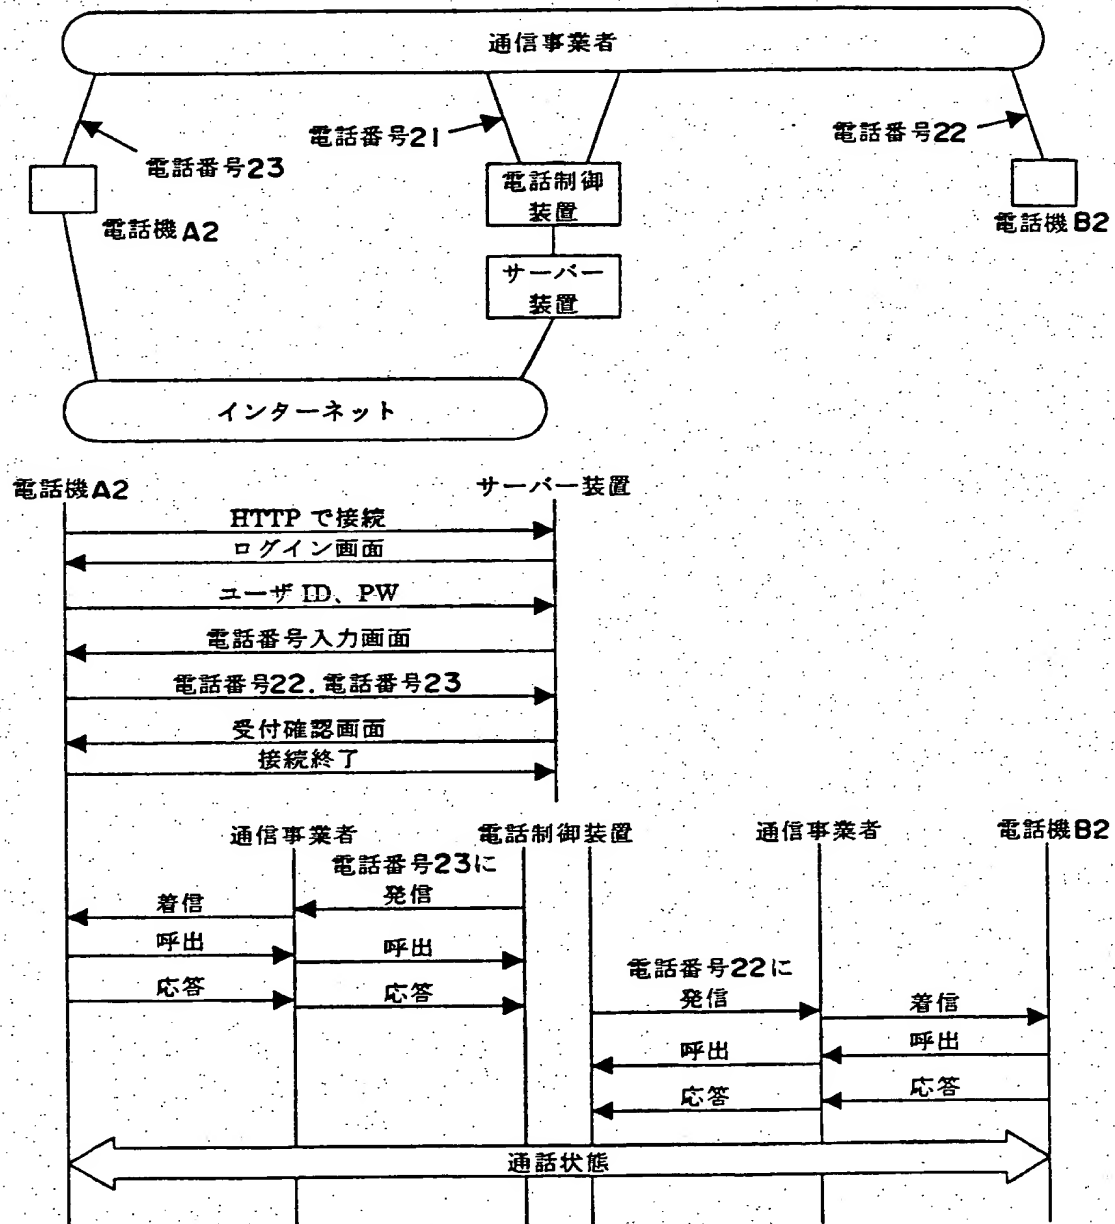 通信事業者
電話番号21
電話番号22
電話番号23
電話制御
装置
電話機A2
電話機B2
サーバー
装置
インターネット
電話機A2
サーバー装置
HTTPで接続
ログイン画面
ユーザID、PW
電話番号入力画面
電話番号22.電話番号23
受付確認画面
接続終了
通信事業者
電話制御装置
通信事業者
電話機B2
電話番号23に
発信
着信
呼出
呼出
応答
応答
電話番号22に
発信
着信
呼出
呼出
応答
応答
通話状態